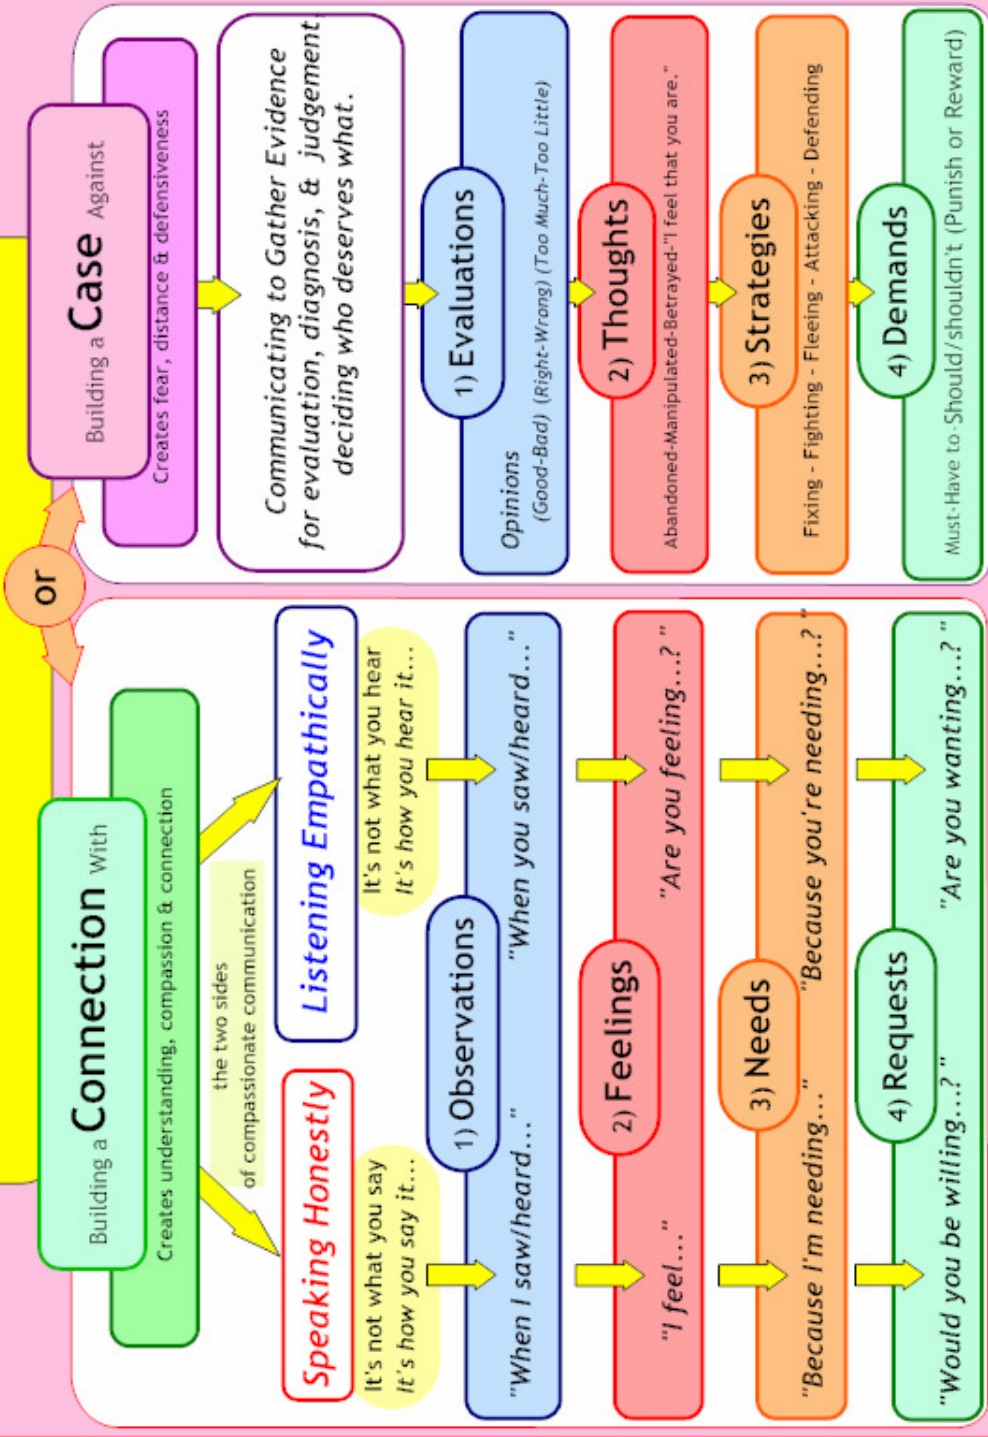 or
Building a Connection With
Creates understanding, compassion & connection
the two sides
of compassionate communication
Speaking Honestly
It's not what you say
It's how you say it...
Listening Empathically
It's not what you hear
It's how you hear it...
1) Observations
"When I saw/heard..."
"When you saw/heard..."
2) Feelings
"I feel..."
"Are you feeling...?"
3) Needs
"Because I'm needing..."
"Because you're needing...?"
4) Requests
"Would you be willing...?"
"Are you wanting...?"
Building a Case Against
Creates fear, distance & defensiveness
Communicating to Gather Evidence
for evaluation, diagnosis, & judgement,
deciding who deserves what.
1) Evaluations
Opinions
(Good-Bad) (Right-Wrong) (Too Much-Too Little)
2) Thoughts
Abandoned-Manipulated-Betrayed-"I feel that you are."
3) Strategies
Fixing - Fighting - Fleeing - Attacking - Defending
4) Demands
Must-Have to-Should/shouldn't (Punish or Reward)